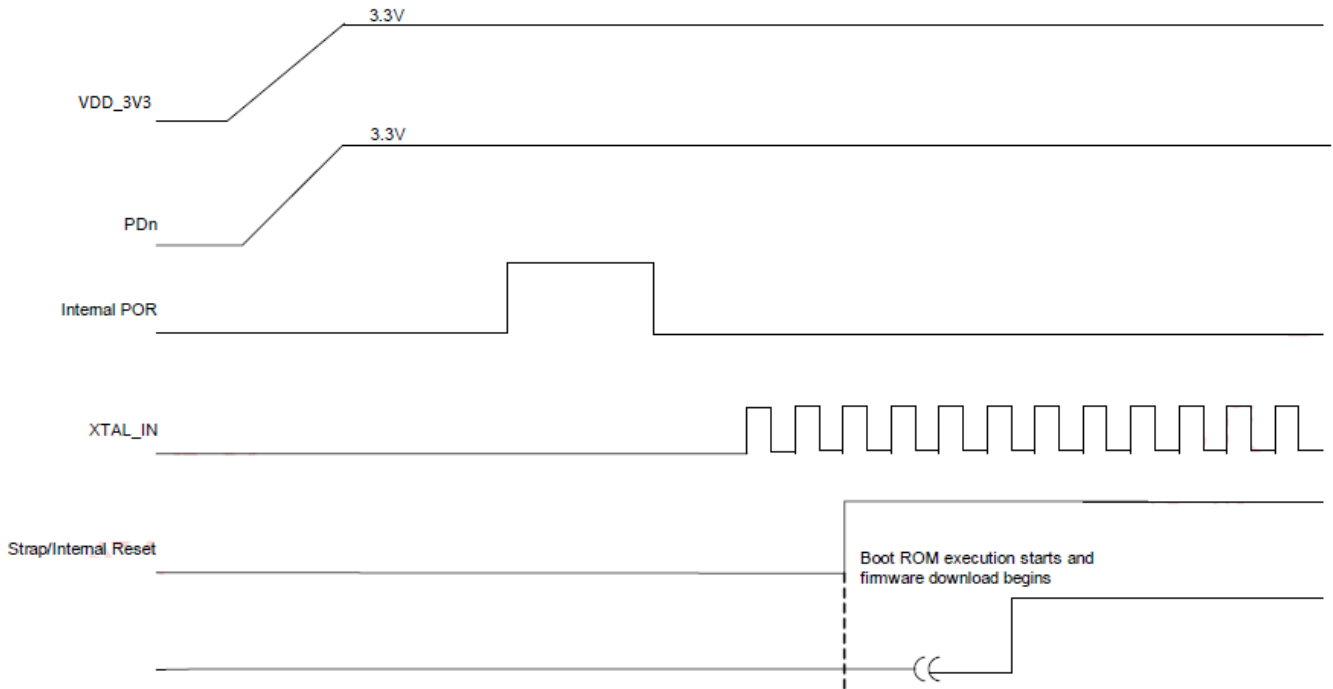 3.3V
VDD_3V3
3.3V
PDn
Internal POR
XTAL_IN
Strap/Internal Reset
Boot ROM execution starts and
firmware download begins